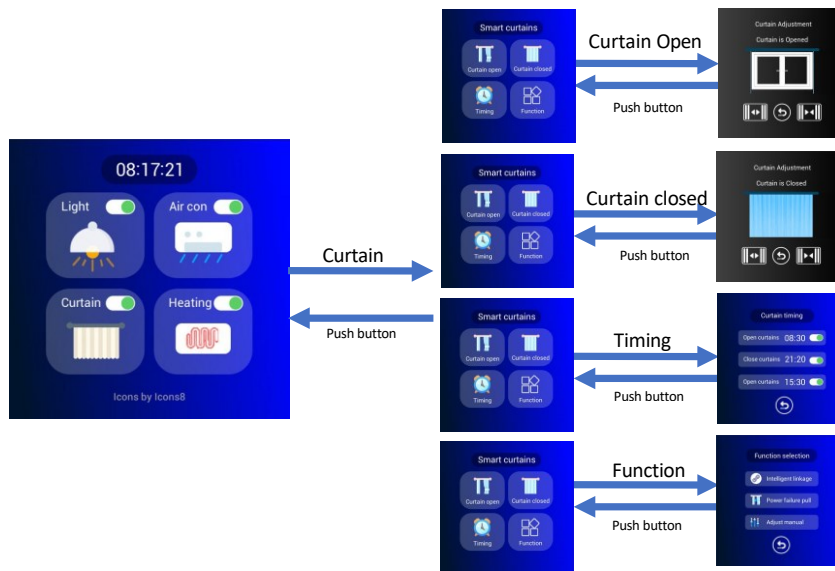 08:17:21
Light
Air con
Curtain
Heating
Icons by Icons8
Curtain
Push button
Smart curtains
Curtain open
Curtain closed
Timing
Function
Curtain Open
Push button
Curtain Adjustment
Curtain is Opened
Smart curtains
Curtain open
Curtain closed
Timing
Function
Curtain closed
Push button
Curtain Adjustment
Curtain is Closed
Smart curtains
Curtain open
Curtain closed
Timing
Function
Timing
Push button
Curtain timing
Open curtains 08:30
Close curtains 21:20
Open curtains 15:30
Smart curtains
Curtain open
Curtain closed
Timing
Function
Function
Push button
Function selection
Intelligent linkage
Power failure pull
Adjust manual